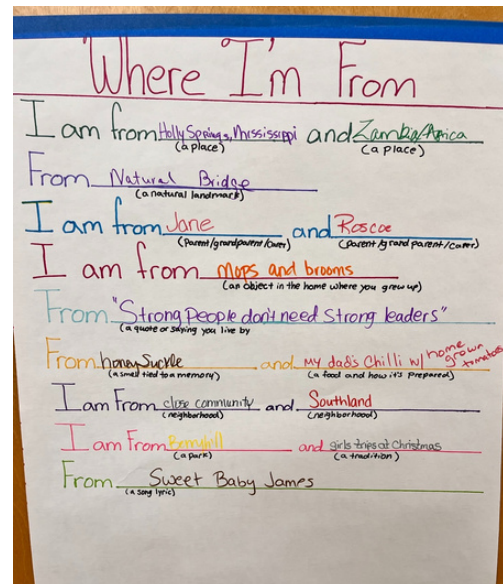 Where I'm From
I am from Holly Springs, Mississippi and Zambia/Africa
(a place) (a place)
From Natural Bridge
(a natural landmark)
I am from Jane and Roscoe
(parent/grandparent/carer) (parent/grand parent/carer)
I am from Mops and brooms
(an object in the home where you grew up)
From "Strong People don't need Strong leaders"
(a quote or saying you live by
From honeysuckle and My dad's Chilli w/ home grown tomatoes
(a smell tied to a memory) (a food and how it's prepared)
I am From close community and Southland
(neighborhood) (neighborhood)
I am From Berryhill and girls trips at Christmas
(a park) (a tradition)
From Sweet Baby James
(a song lyric)